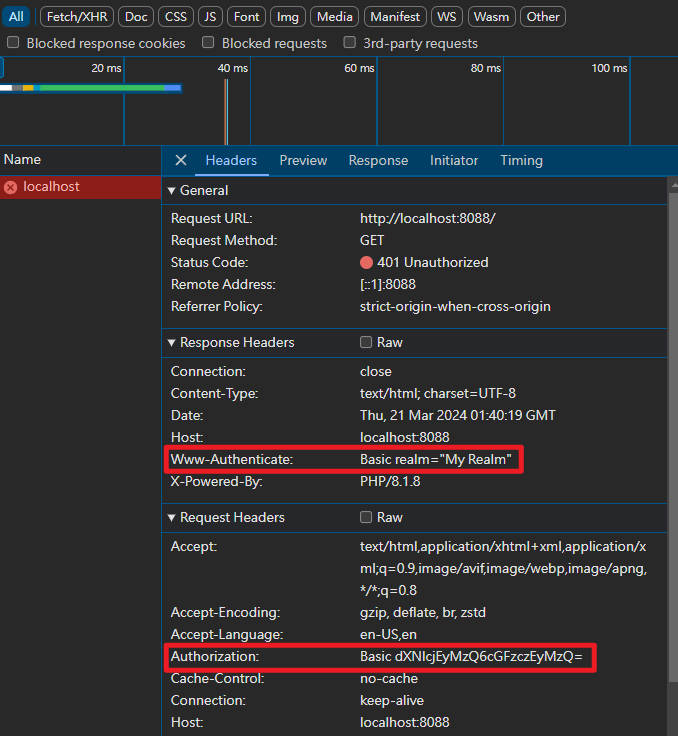 All Fetch/XHR Doc CSS JS Font Img Media Manifest WS Wasm Other
Blocked response cookies Blocked requests 3rd-party requests
20 ms 40 ms 60 ms 80 ms 100 ms
Name Headers Preview Response Initiator Timing
localhost
General
Request URL: http://localhost:8088/
Request Method: GET
Status Code: 401 Unauthorized
Remote Address: [::1]:8088
Referrer Policy: strict-origin-when-cross-origin
Response Headers Raw
Connection: close
Content-Type: text/html; charset=UTF-8
Date: Thu, 21 Mar 2024 01:40:19 GMT
Host: localhost:8088
Www-Authenticate: Basic realm="My Realm"
X-Powered-By: PHP/8.1.8
Request Headers Raw
Accept: text/html,application/xhtml+xml,application/x
ml;q=0.9,image/avif,image/webp,image/apng,
*/*;q=0.8
Accept-Encoding: gzip, deflate, br, zstd
Accept-Language: en-US,en
Authorization: Basic dXNlcjEyMzQ6cGFzczEyMzQ=
Cache-Control: no-cache
Connection: keep-alive
Host: localhost:8088